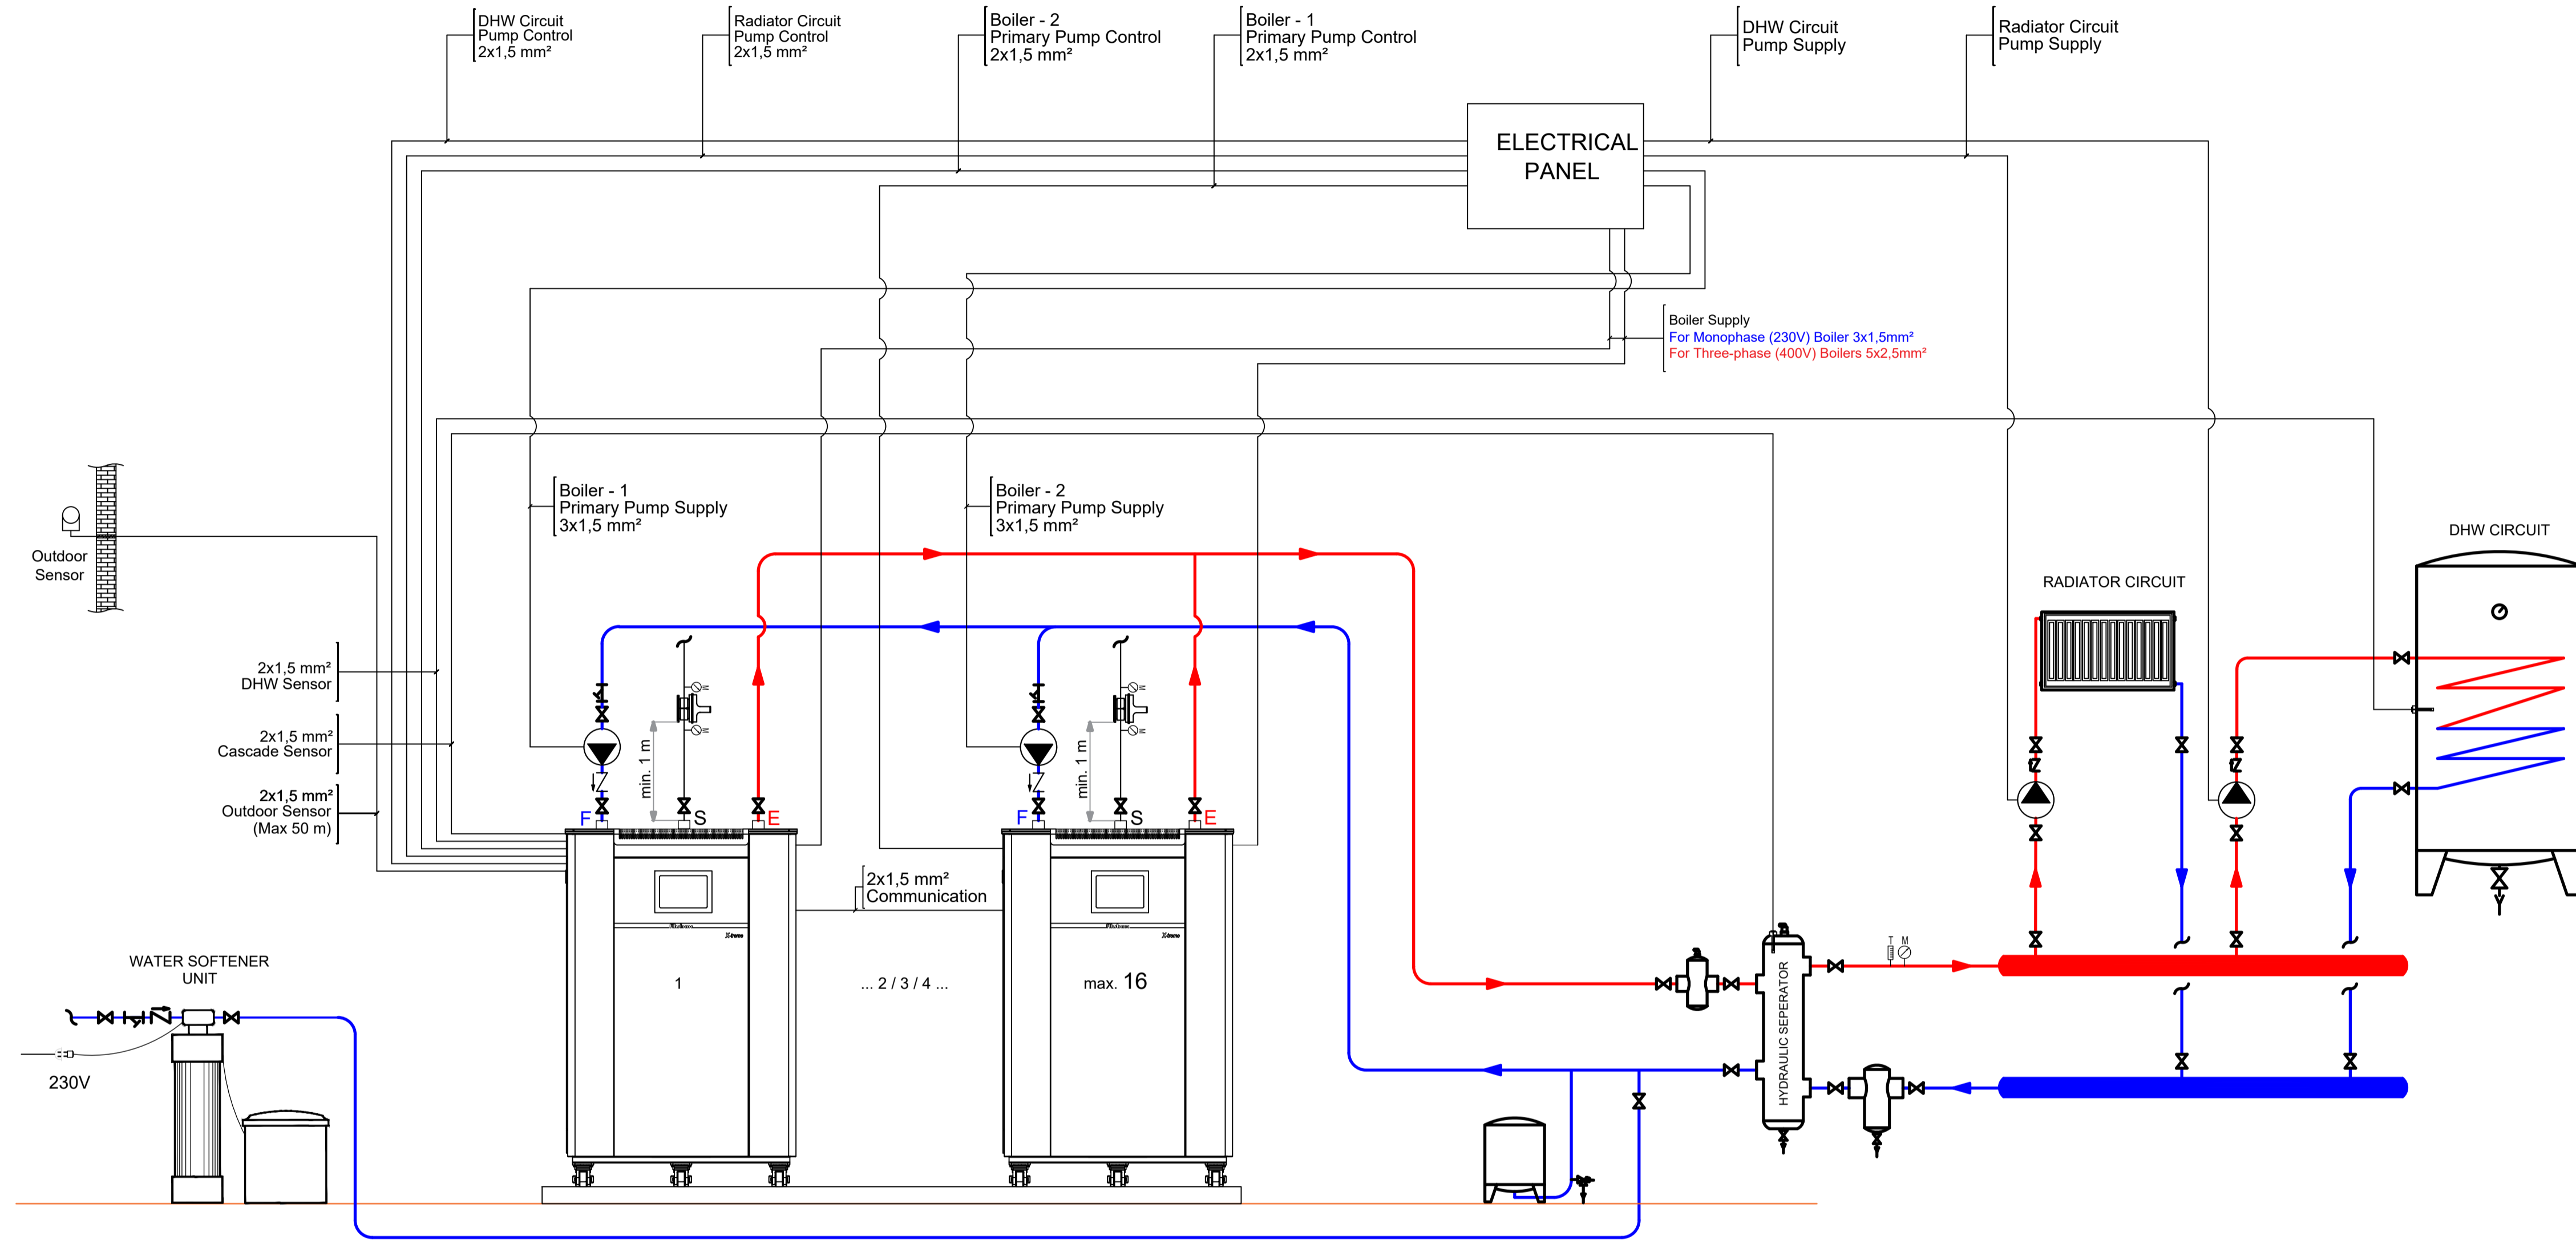 DHW Circuit
Pump Control
2x1,5 mm²
Radiator Circuit
Pump Control
2x1,5 mm²
Boiler - 2
Primary Pump Control
2x1,5 mm²
Boiler - 1
Primary Pump Control
2x1,5 mm²
DHW Circuit
Pump Supply
Radiator Circuit
Pump Supply
ELECTRICAL
PANEL
Boiler Supply
For Monophase (230V) Boiler 3x1,5mm²
For Three-phase (400V) Boilers 5x2,5mm²
Boiler - 1
Primary Pump Supply
3x1,5 mm²
Boiler - 2
Primary Pump Supply
3x1,5 mm²
Outdoor
Sensor
DHW CIRCUIT
RADIATOR CIRCUIT
2x1,5 mm²
DHW Sensor
2x1,5 mm²
Cascade Sensor
2x1,5 mm²
Outdoor Sensor
(Max 50 m)
min. 1 m
min. 1 m
F
S
E
F
S
E
2x1,5 mm²
Communication
X-treme
X-treme
T M
WATER SOFTENER
UNIT
1
... 2 / 3 / 4 ...
max. 16
HYDRAULIC SEPERATOR
230V